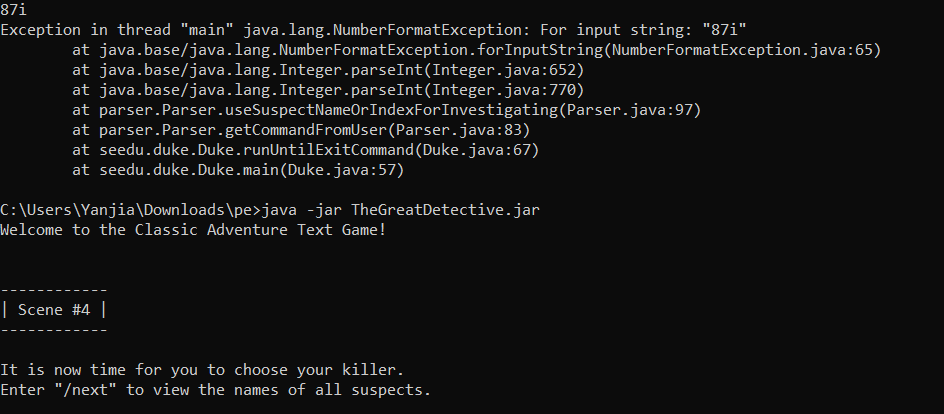 87i
Exception in thread "main" java.lang.NumberFormatException: For input string: "87i"
at java.base/java.lang.NumberFormatException.forInputString(NumberFormatException.java:65)
at java.base/java.lang.Integer.parseInt(Integer.java:652)
at java.base/java.lang.Integer.parseInt(Integer.java:770)
at parser.Parser.useSuspectNameOrIndexForInvestigating(Parser.java:97)
at parser.Parser.getCommandFromUser(Parser.java:83)
at seedu.duke.Duke.runUntilExitCommand(Duke.java:67)
at seedu.duke.Duke.main(Duke.java:57)
C:\Users\Yanjia\Downloads\pe>java -jar TheGreatDetective.jar
Welcome to the Classic Adventure Text Game!
------------
| Scene #4 |
------------
It is now time for you to choose your killer.
Enter "/next" to view the names of all suspects.